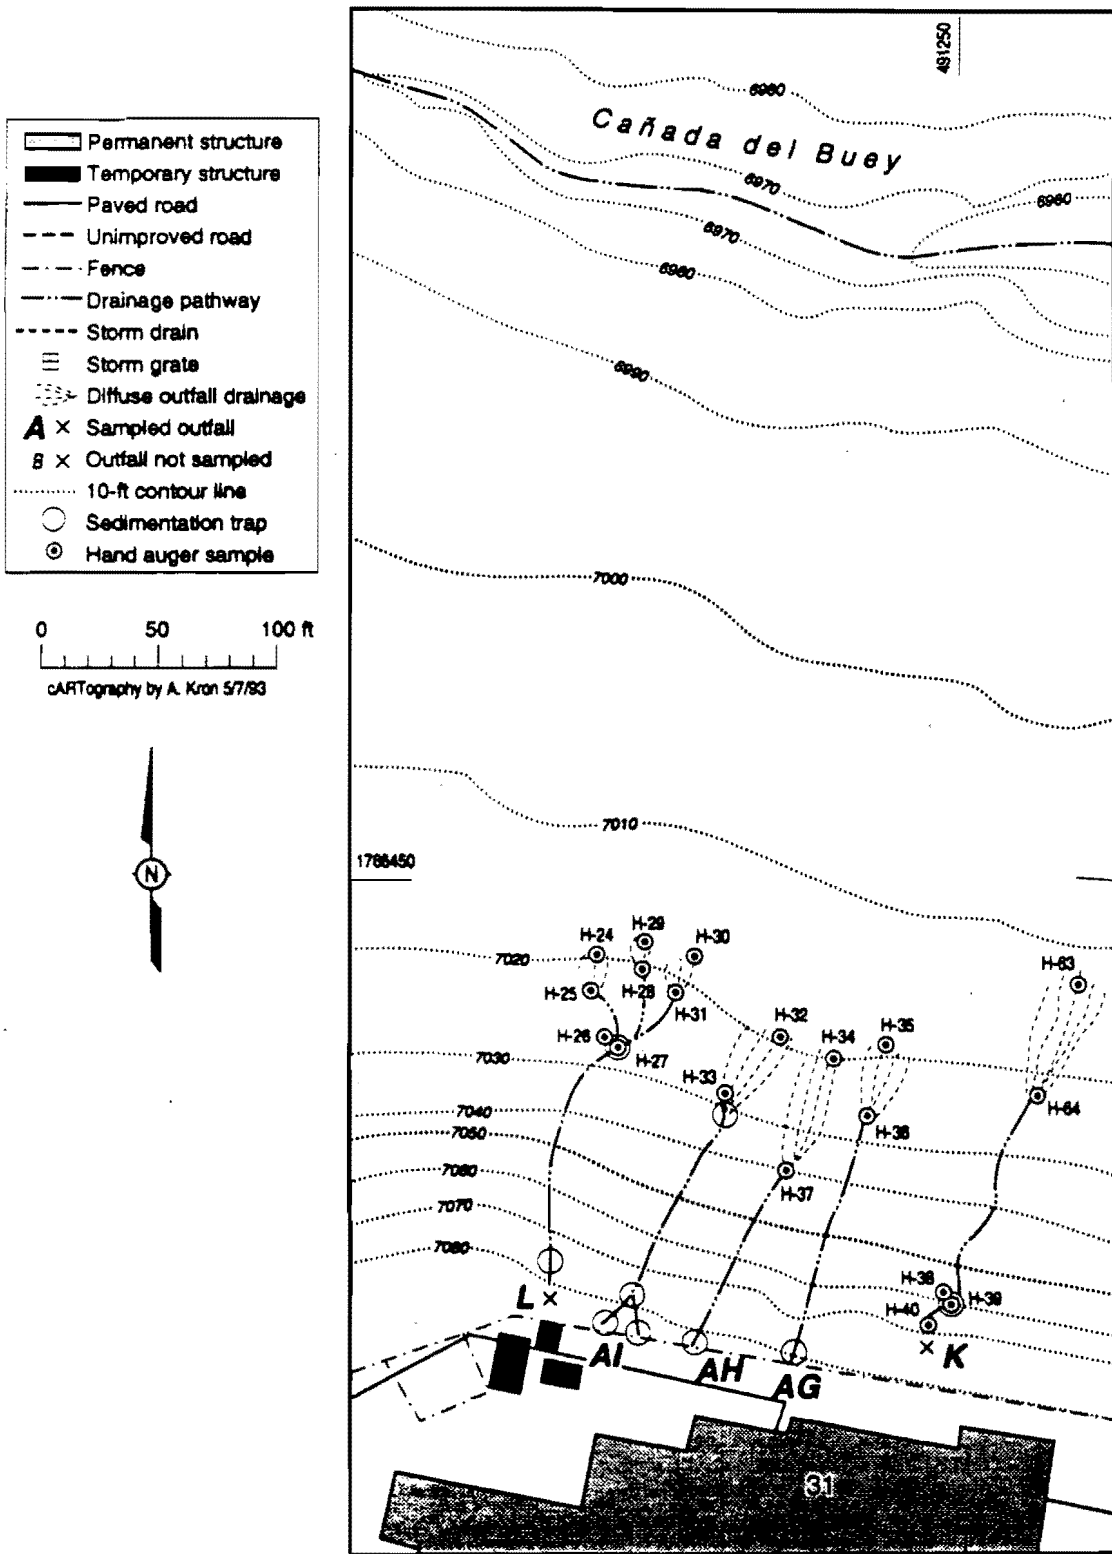 491250
6980
Cañada del Buey
6970
6960
6970
6980
6990
7000
7010
1786450
Permanent structure
Temporary structure
Paved road
Unimproved road
Fence
Drainage pathway
Storm drain
Storm grate
Diffuse outfall drainage
A × Sampled outfall
B × Outfall not sampled
10-ft contour line
Sedimentation trap
Hand auger sample
0 50 100 ft
cARTography by A. Kron 5/7/93
N
H-24
H-29
H-30
7020
H-63
H-25
H-28
H-31
H-26
H-32
H-34
H-35
7030
H-27
H-33
H-64
7040
H-36
7050
7060
H-37
7070
7080
H-38
L
H-40
H-39
AI
AH
AG
K
31